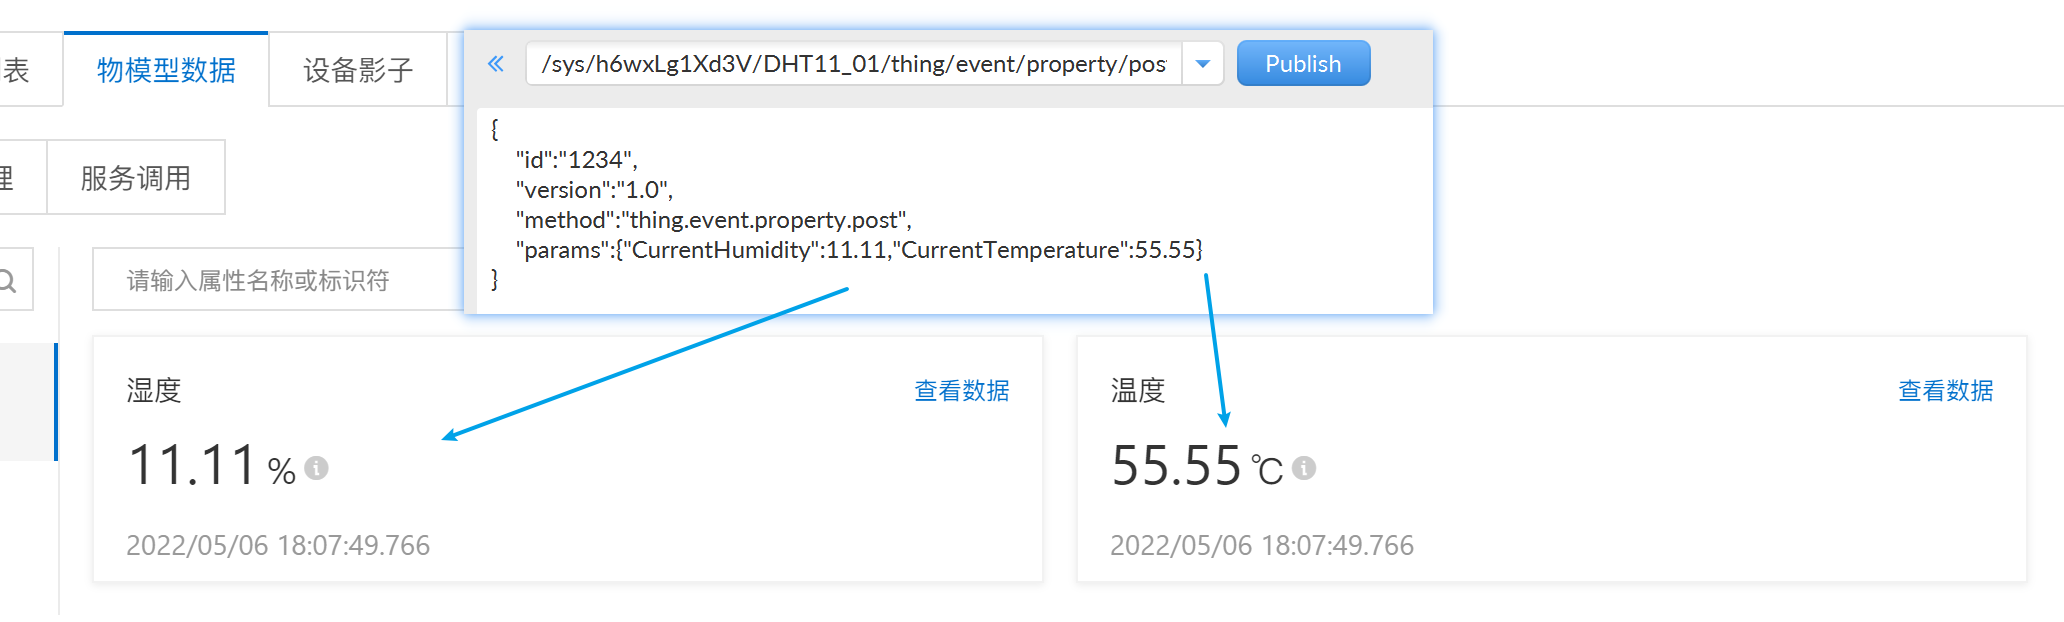 表
物模型数据
设备影子
/sys/h6wxLg1Xd3V/DHT11_01/thing/event/property/pos
Publish
{
"id":"1234",
"version":"1.0",
"method":"thing.event.property.post",
"params":{"CurrentHumidity":11.11,"CurrentTemperature":55.55}
}
理
服务调用
请输入属性名称或标识符
湿度
查看数据
11.11 %
2022/05/06 18:07:49.766
温度
查看数据
55.55 ℃
2022/05/06 18:07:49.766